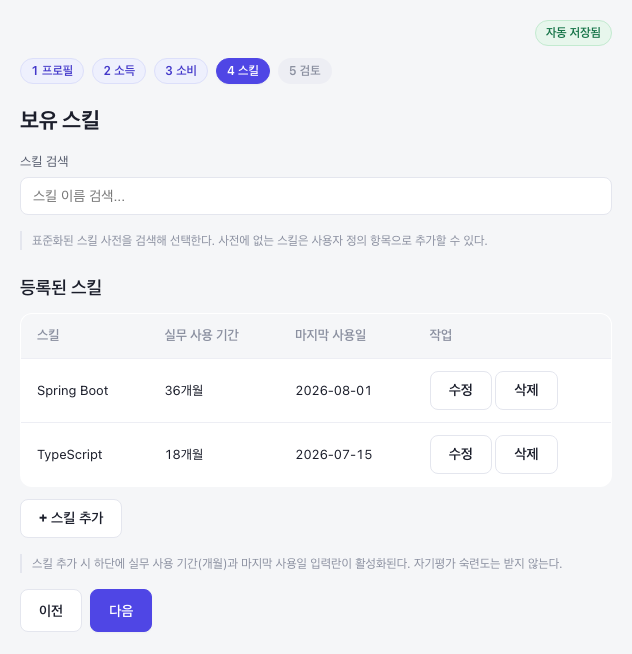 자동 저장됨
1 프로필 2 소득 3 소비 4 스킬 5 검토
보유 스킬
스킬 검색
스킬 이름 검색...
표준화된 스킬 사전을 검색해 선택한다. 사전에 없는 스킬은 사용자 정의 항목으로 추가할 수 있다.
등록된 스킬
스킬 실무 사용 기간 마지막 사용일 작업
Spring Boot 36개월 2026-08-01 수정 삭제
TypeScript 18개월 2026-07-15 수정 삭제
+ 스킬 추가
스킬 추가 시 하단에 실무 사용 기간(개월)과 마지막 사용일 입력란이 활성화된다. 자기평가 숙련도는 받지 않는다.
이전 다음